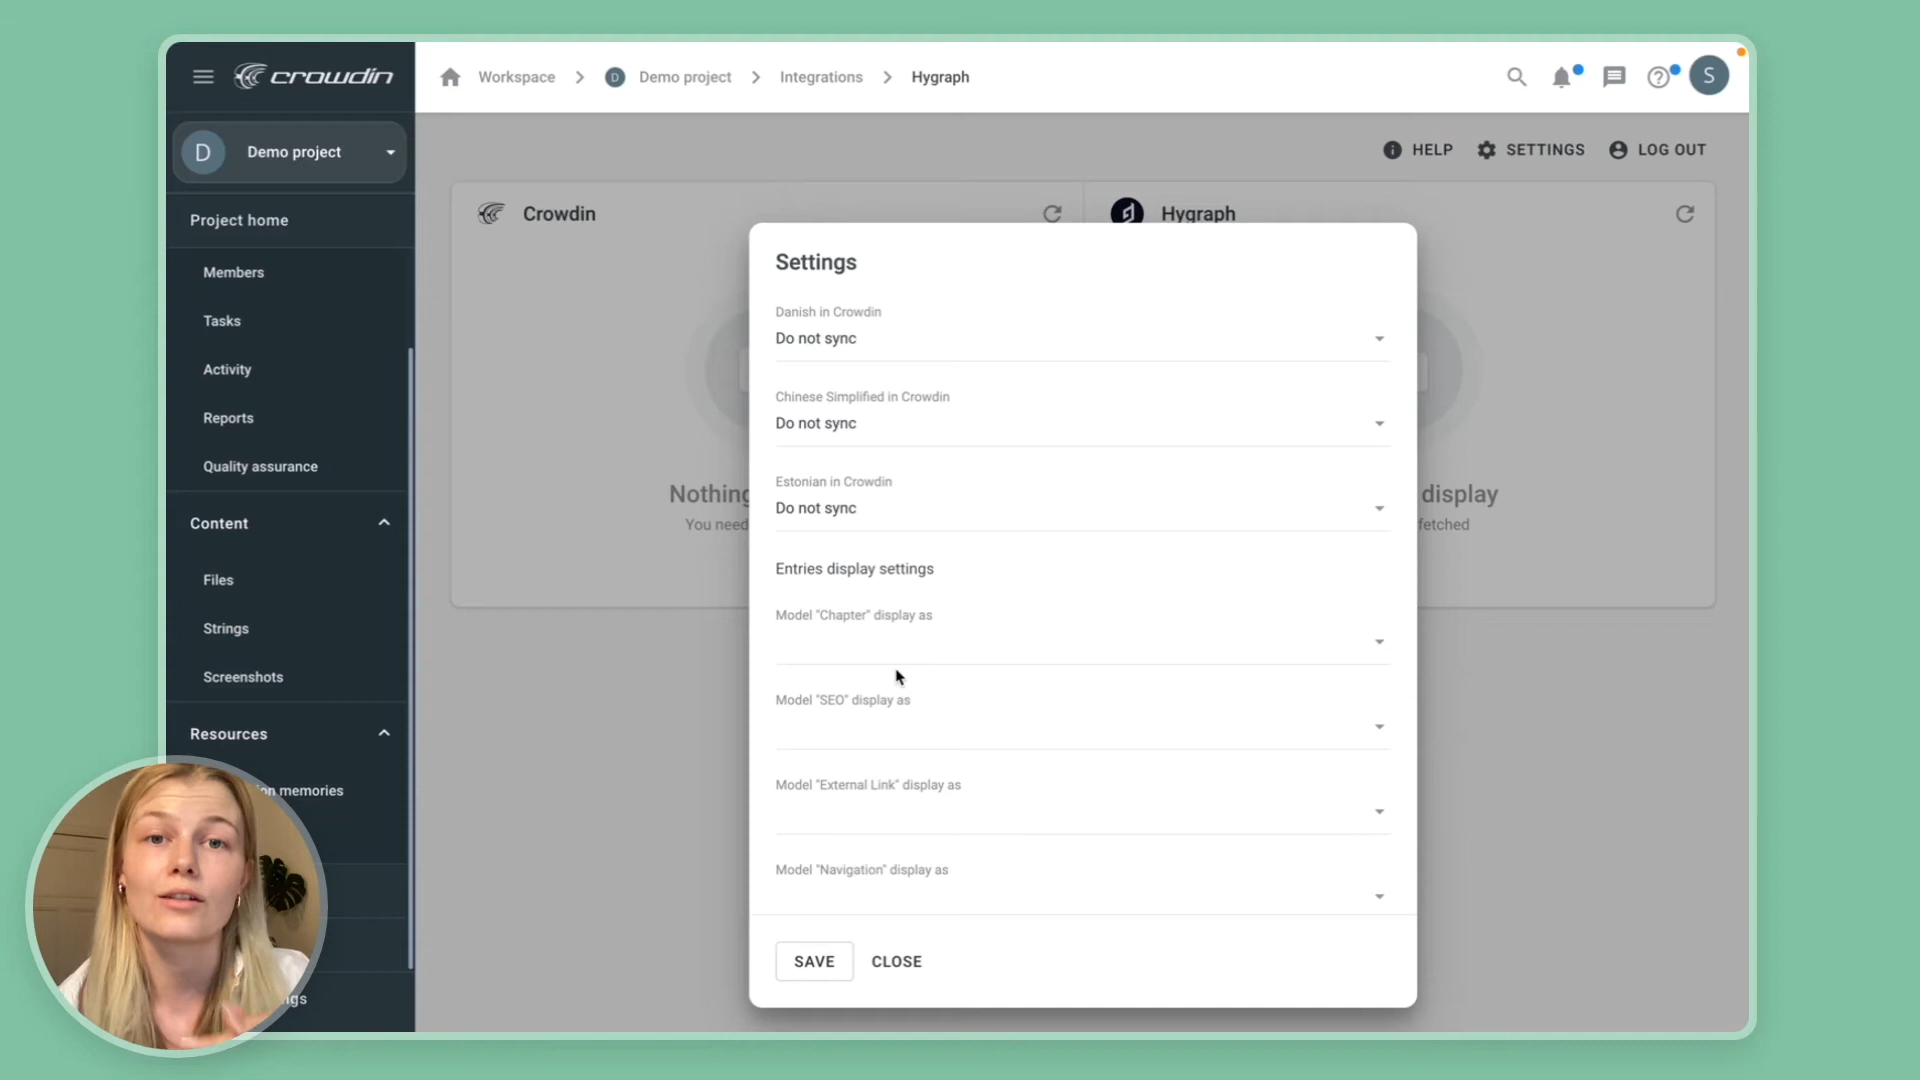 crowdin
Workspace
D
Demo project
Integrations
Hygraph
S
D
Demo project
HELP
SETTINGS
LOG OUT
Project home
Members
Tasks
Activity
Reports
Quality assurance
Content
Files
Strings
Screenshots
Resources
ion memories
ngs
Crowdin
Hygraph
Nothing
You need
display
fetched
Settings
Danish in Crowdin
Do not sync
Chinese Simplified in Crowdin
Do not sync
Estonian in Crowdin
Do not sync
Entries display settings
Model "Chapter" display as
Model "SEO" display as
Model "External Link" display as
Model "Navigation" display as
SAVE
CLOSE